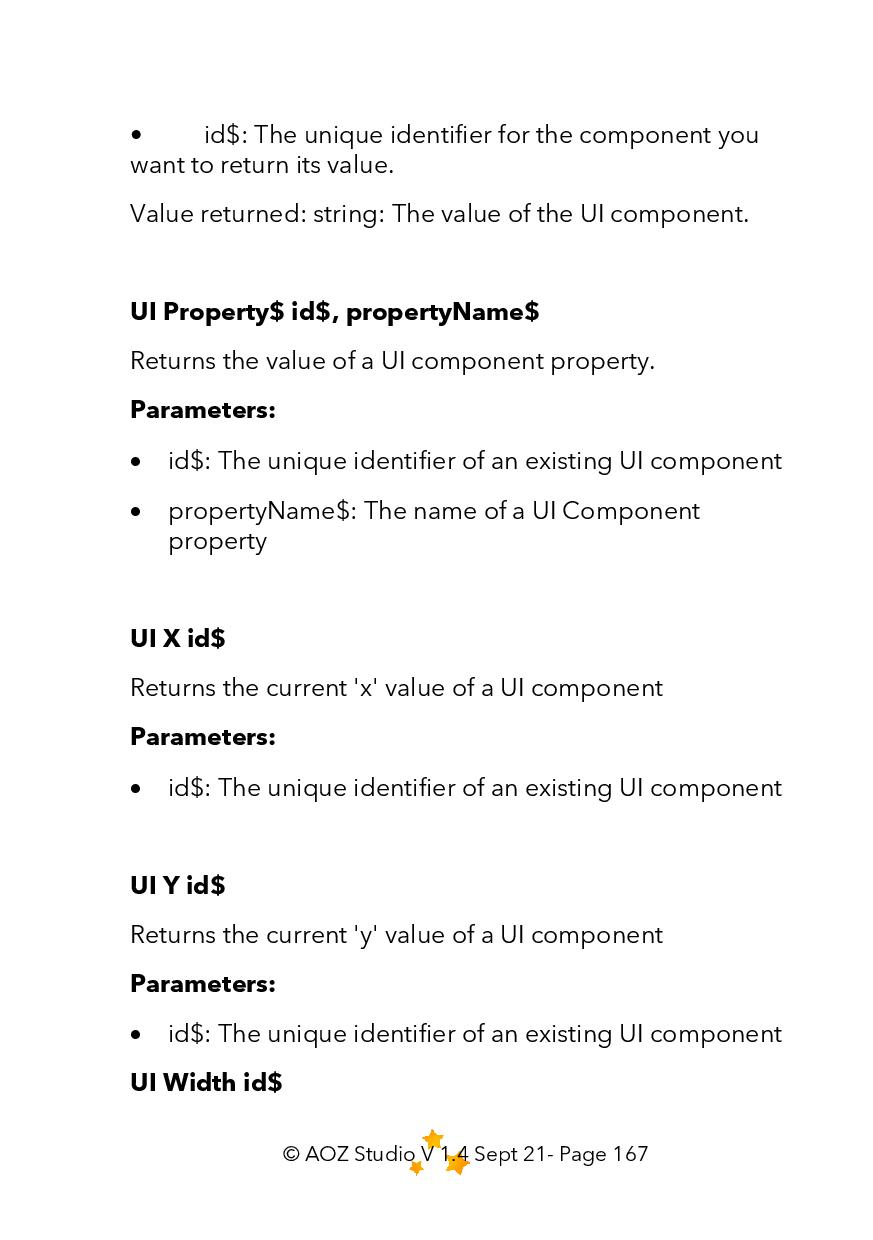 • id$: The unique identifier for the component you
want to return its value.
Value returned: string: The value of the UI component.
UI Property$ id$, propertyName$
Returns the value of a UI component property.
Parameters:
• id$: The unique identifier of an existing UI component
• propertyName$: The name of a UI Component
property
UI X id$
Returns the current 'x' value of a UI component
Parameters:
• id$: The unique identifier of an existing UI component
UI Y id$
Returns the current 'y' value of a UI component
Parameters:
• id$: The unique identifier of an existing UI component
UI Width id$
© AOZ Studio V 1.4 Sept 21- Page 167